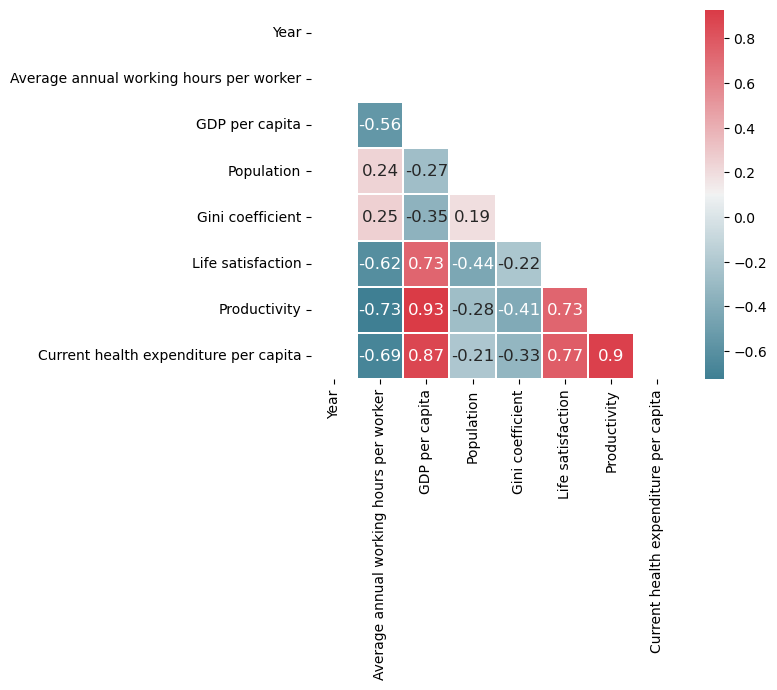 Year
Average annual working hours per worker
GDP per capita
-0.56
Population
0.24 -0.27
Gini coefficient
0.25 -0.35 0.19
Life satisfaction
-0.62 0.73 -0.44 -0.22
Productivity
-0.73 0.93 -0.28 -0.41 0.73
Current health expenditure per capita
-0.69 0.87 -0.21 -0.33 0.77 0.9
Year
Average annual working hours per worker
GDP per capita
Population
Gini coefficient
Life satisfaction
Productivity
Current health expenditure per capita
0.8
0.6
0.4
0.2
0.0
−0.2
−0.4
−0.6